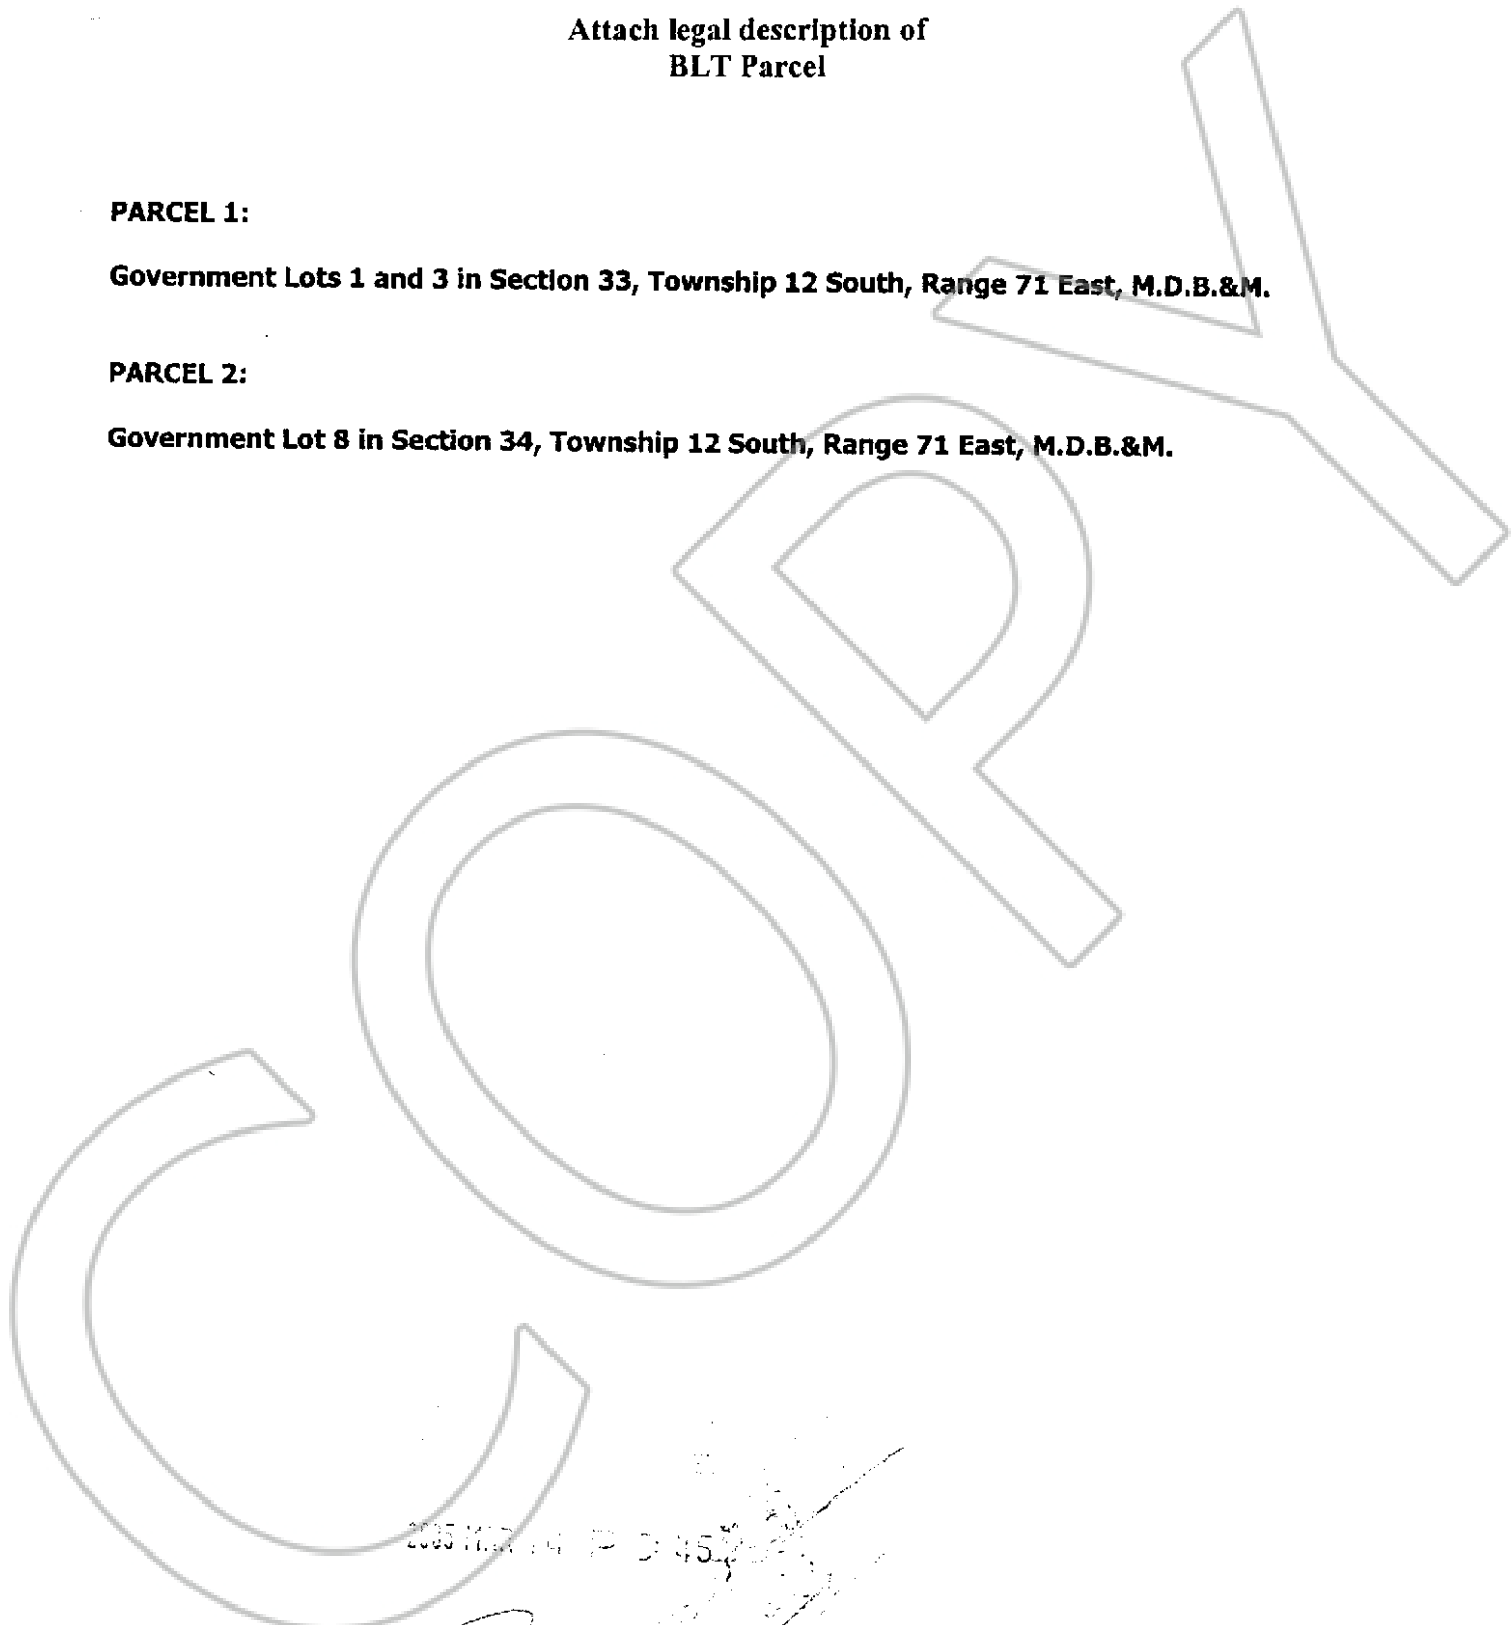 Attach legal description of
BLT Parcel
PARCEL 1:
Government Lots 1 and 3 in Section 33, Township 12 South, Range 71 East, M.D.B.&M.
PARCEL 2:
Government Lot 8 in Section 34, Township 12 South, Range 71 East, M.D.B.&M.
COPY